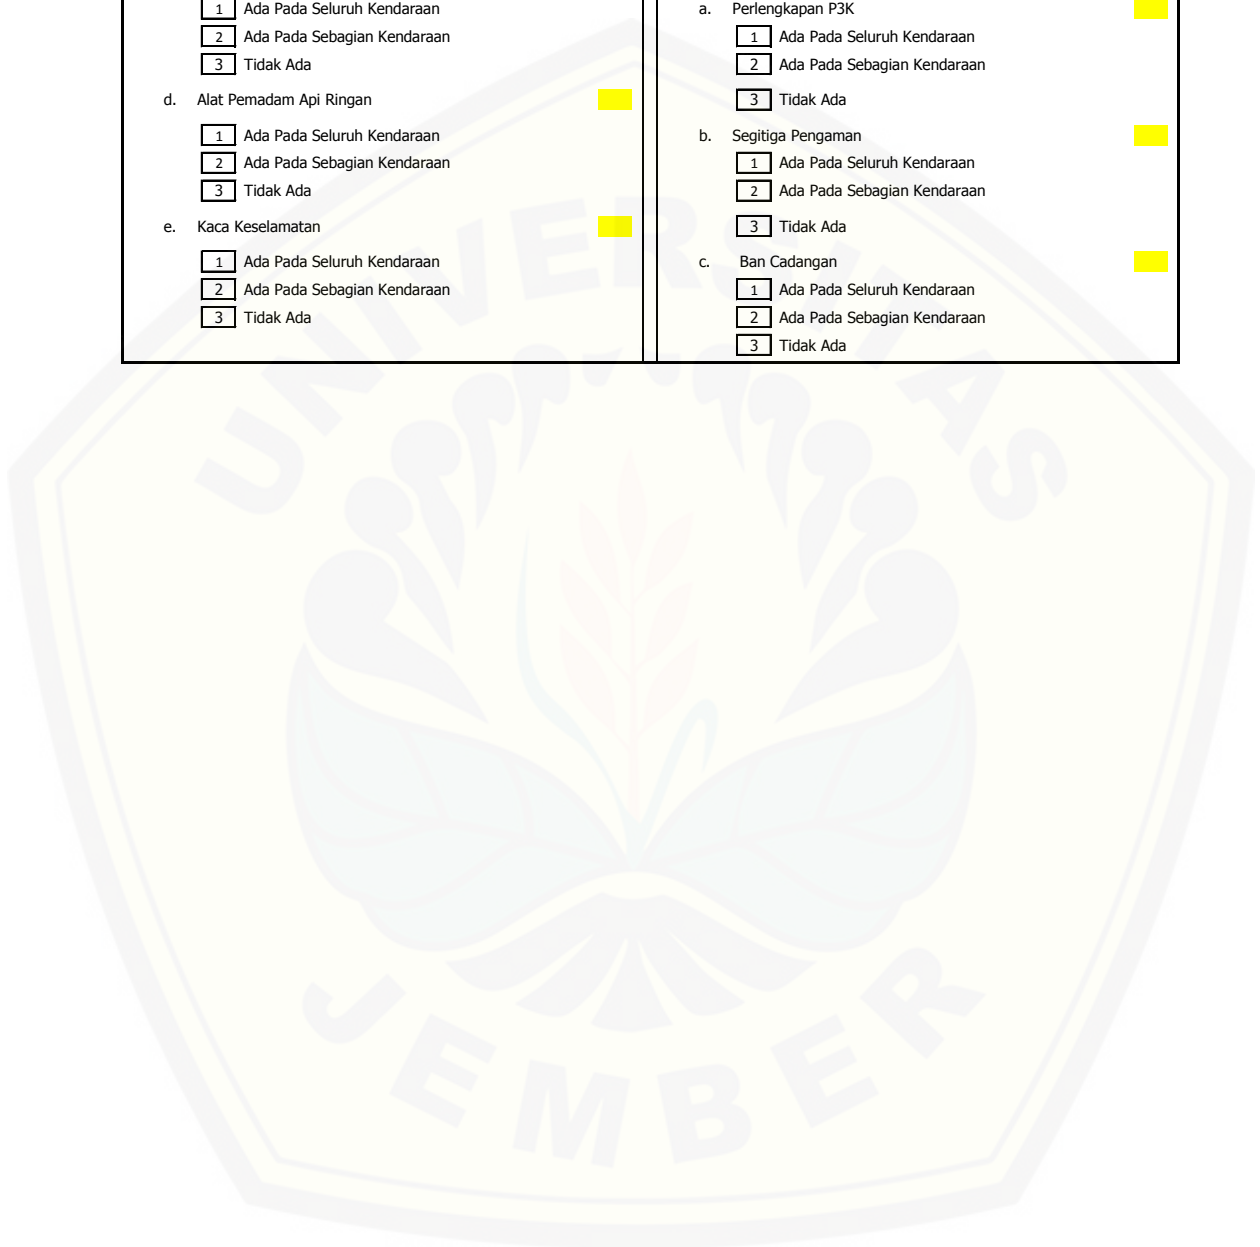 1 Ada Pada Seluruh Kendaraan
2 Ada Pada Sebagian Kendaraan
3 Tidak Ada
d. Alat Pemadam Api Ringan
1 Ada Pada Seluruh Kendaraan
2 Ada Pada Sebagian Kendaraan
3 Tidak Ada
e. Kaca Keselamatan
1 Ada Pada Seluruh Kendaraan
2 Ada Pada Sebagian Kendaraan
3 Tidak Ada
a. Perlengkapan P3K
1 Ada Pada Seluruh Kendaraan
2 Ada Pada Sebagian Kendaraan
3 Tidak Ada
b. Segitiga Pengaman
1 Ada Pada Seluruh Kendaraan
2 Ada Pada Sebagian Kendaraan
3 Tidak Ada
c. Ban Cadangan
1 Ada Pada Seluruh Kendaraan
2 Ada Pada Sebagian Kendaraan
3 Tidak Ada
UNIVERSITAS
JEMBER